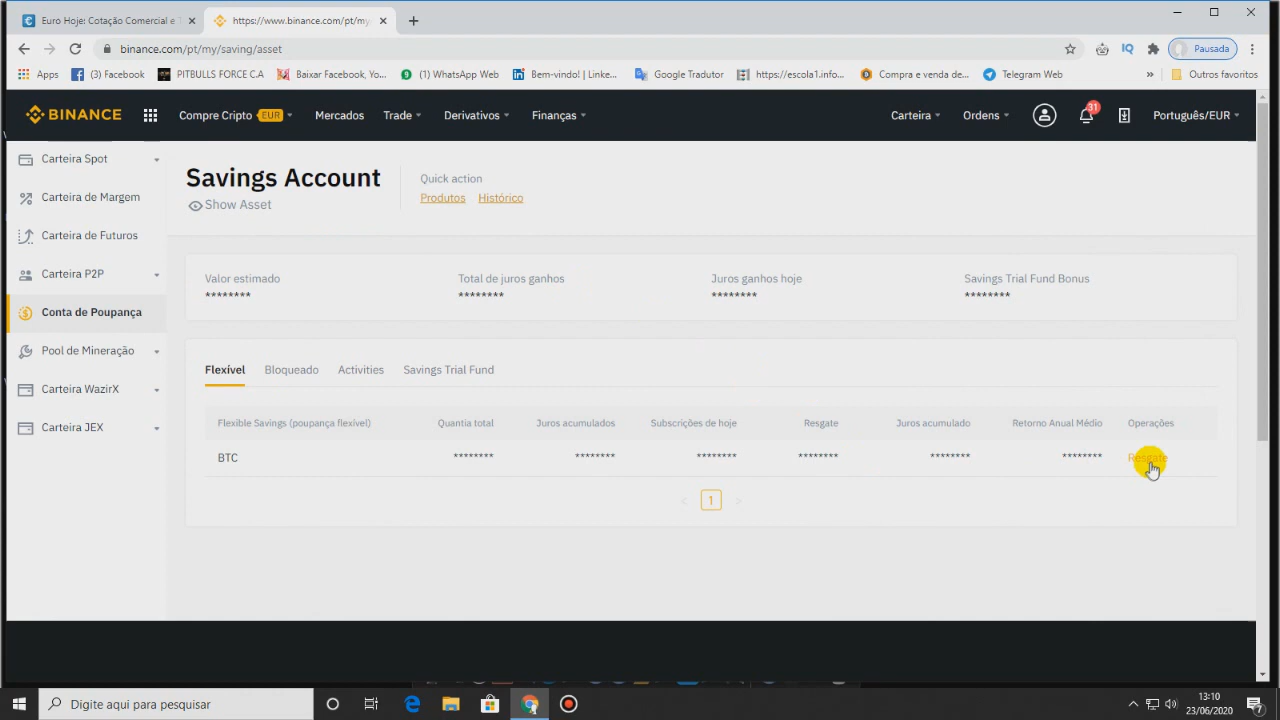 Euro Hoje: Cotação Comercial e T
https://www.binance.com/pt/my
binance.com/pt/my/saving/asset
Pausada
Apps
(3) Facebook
PITBULLS FORCE C.A
Baixar Facebook, Yo...
(1) WhatsApp Web
Bem-vindo! | Linke...
Google Tradutor
https://escola1.info...
Compra e venda de...
Telegram Web
Outros favoritos
BINANCE
Compre Cripto EUR
Mercados
Trade
Derivativos
Finanças
Carteira
Ordens
31
Português/EUR
Carteira Spot
Carteira de Margem
Carteira de Futuros
Carteira P2P
Conta de Poupança
Pool de Mineração
Carteira WazirX
Carteira JEX
Savings Account
Show Asset
Quick action
Produtos Histórico
Valor estimado Total de juros ganhos Juros ganhos hoje Savings Trial Fund Bonus
******** ******** ******** ********
Flexível Bloqueado Activities Savings Trial Fund
Flexible Savings (poupança flexível) Quantia total Juros acumulados Subscrições de hoje Resgate Juros acumulado Retorno Anual Médio Operações
BTC ******** ******** ******** ******** ******** ******** Resgate
< 1 >
Digite aqui para pesquisar
13:10
23/06/2020
7